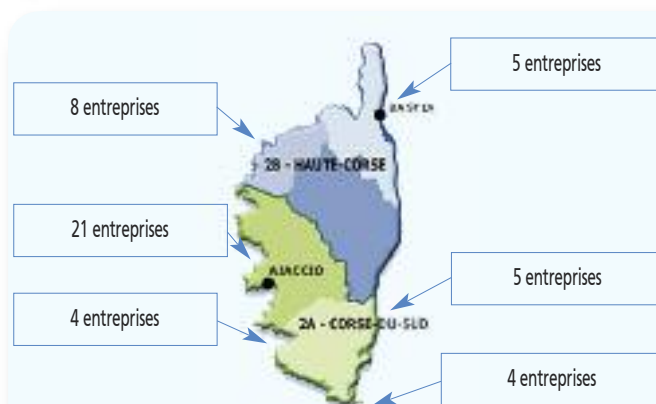 5 entreprises
8 entreprises
BASTIA
2B - HAUTE-CORSE
21 entreprises
AJACCIO
5 entreprises
4 entreprises
2A - CORSE-DU-SUD
4 entreprises